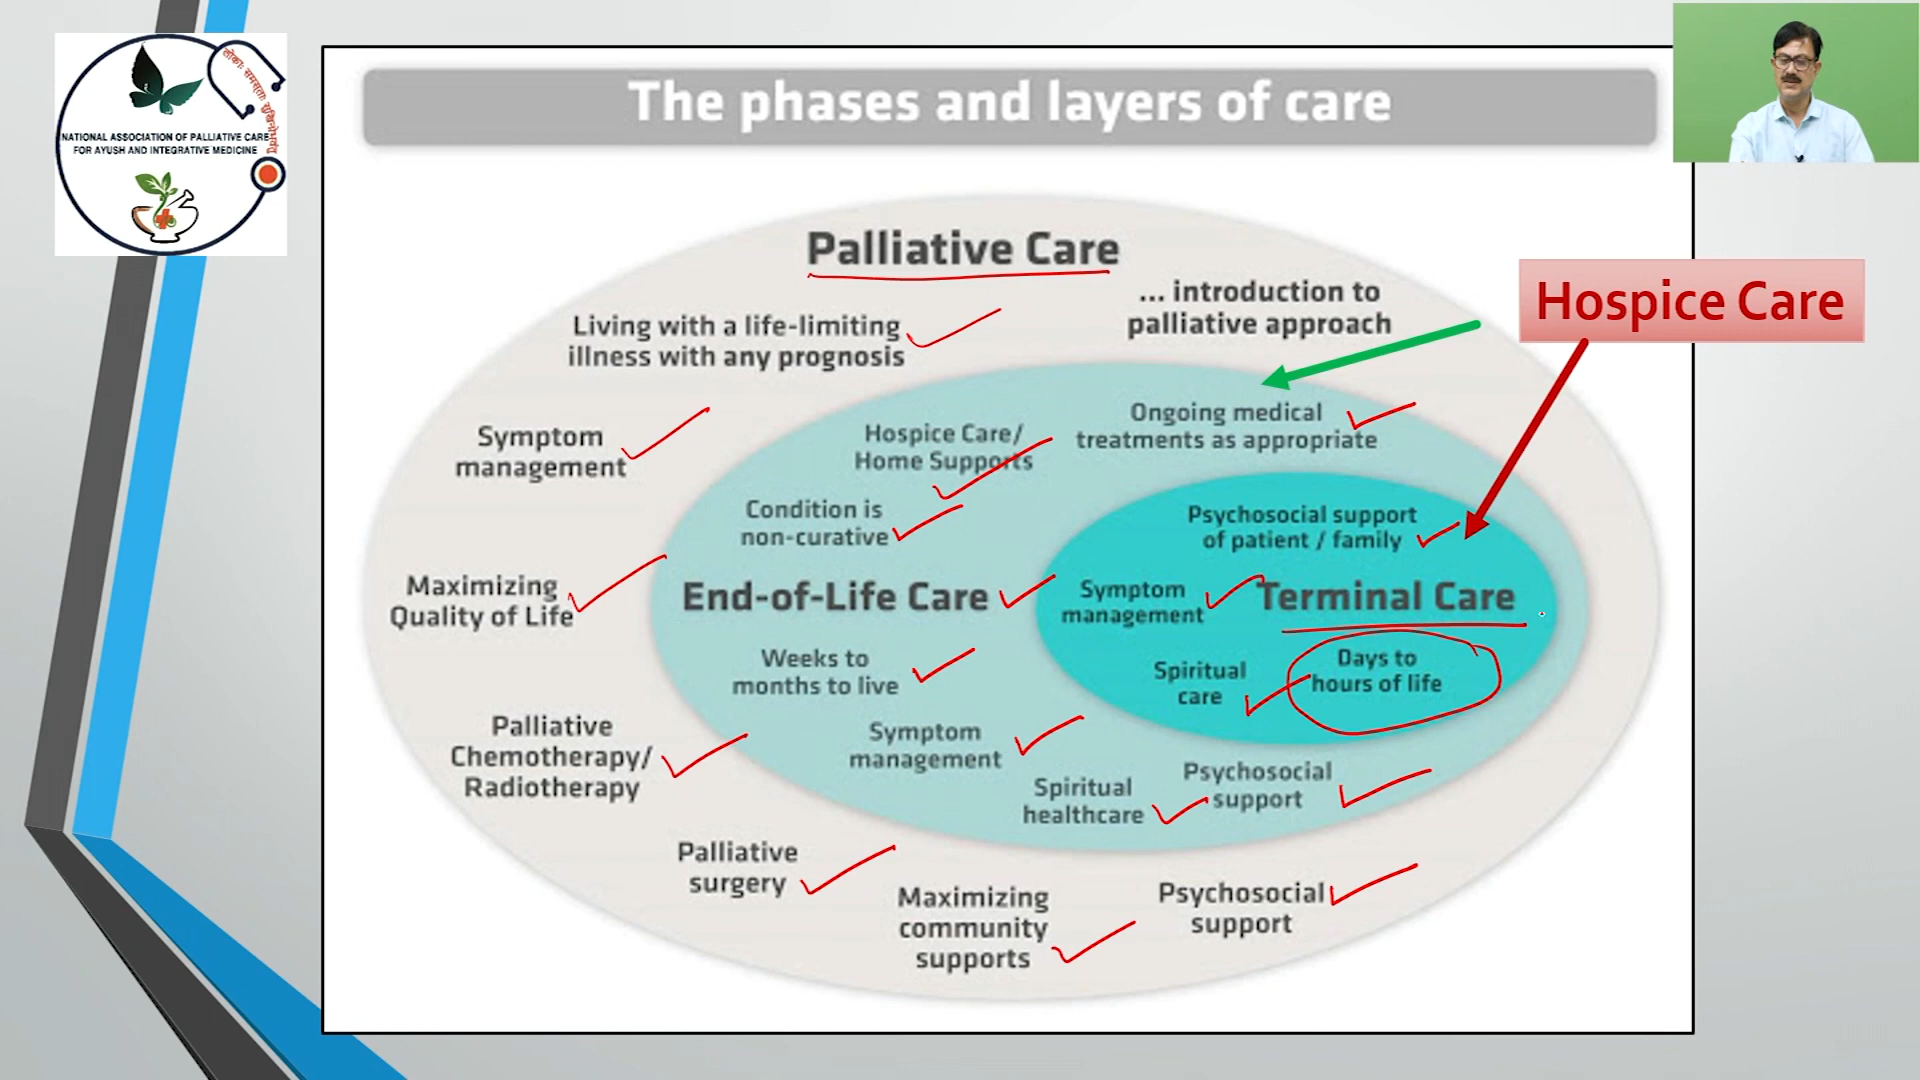 लोकाः समस्ताः सुखिनो
NATIONAL ASSOCIATION OF PALLIATIVE CARE
FOR AYUSH AND INTEGRATIVE MEDICINE
The phases and layers of care
Palliative Care
... introduction to
palliative approach
Hospice Care
Living with a life-limiting
illness with any prognosis
Symptom
management
Hospice Care/
Home Supports
Ongoing medical
treatments as appropriate
Condition is
non-curative
Psychosocial support
of patient / family
Maximizing
Quality of Life
End-of-Life Care
Symptom
management
Terminal Care
Weeks to
months to live
Spiritual
care
Days to
hours of life
Palliative
Chemotherapy/
Radiotherapy
Symptom
management
Spiritual
healthcare
Psychosocial
support
Palliative
surgery
Maximizing
community
supports
Psychosocial
support